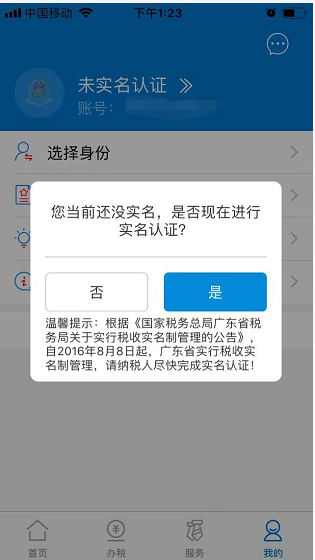 中国移动
下午1:23
未实名认证
账号：
选择身份
您当前还没实名，是否现在进行
实名认证？
否
是
温馨提示：根据《国家税务总局广东省税
务局关于实行税收实名制管理的公告》，
自2016年8月8日起，广东省实行税收实
名制管理，请纳税人尽快完成实名认证！
首页
办税
服务
我的